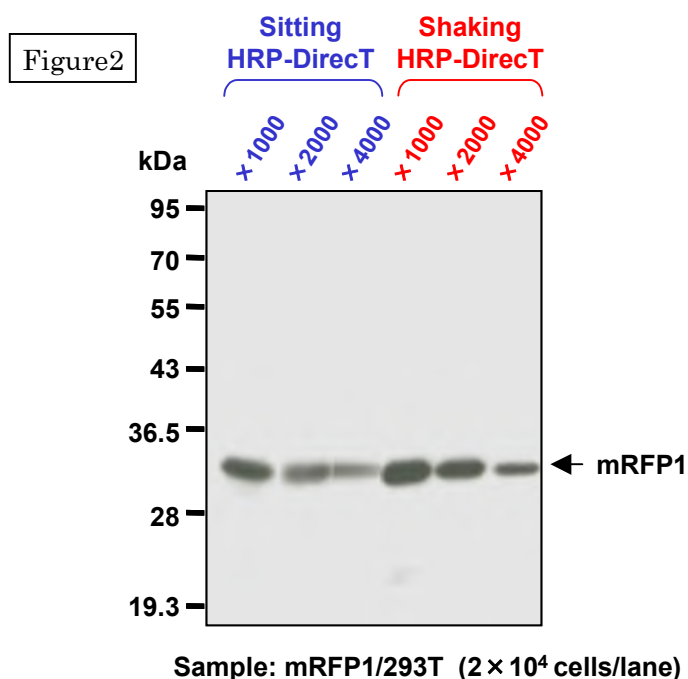 Figure2
Sitting
HRP-DirecT
Shaking
HRP-DirecT
×1000
×2000
×4000
×1000
×2000
×4000
kDa
95
70
55
43
36.5
28
19.3
mRFP1
Sample: mRFP1/293T (2×10⁴ cells/lane)